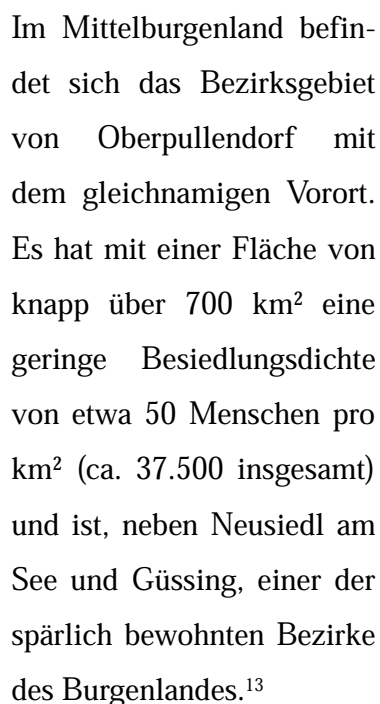 Im Mittelburgenland befin-
det sich das Bezirksgebiet
von Oberpullendorf mit
dem gleichnamigen Vorort.
Es hat mit einer Fläche von
knapp über 700 km² eine
geringe Besiedlungsdichte
von etwa 50 Menschen pro
km² (ca. 37.500 insgesamt)
und ist, neben Neusiedl am
See und Güssing, einer der
spärlich bewohnten Bezirke
des Burgenlandes.¹³